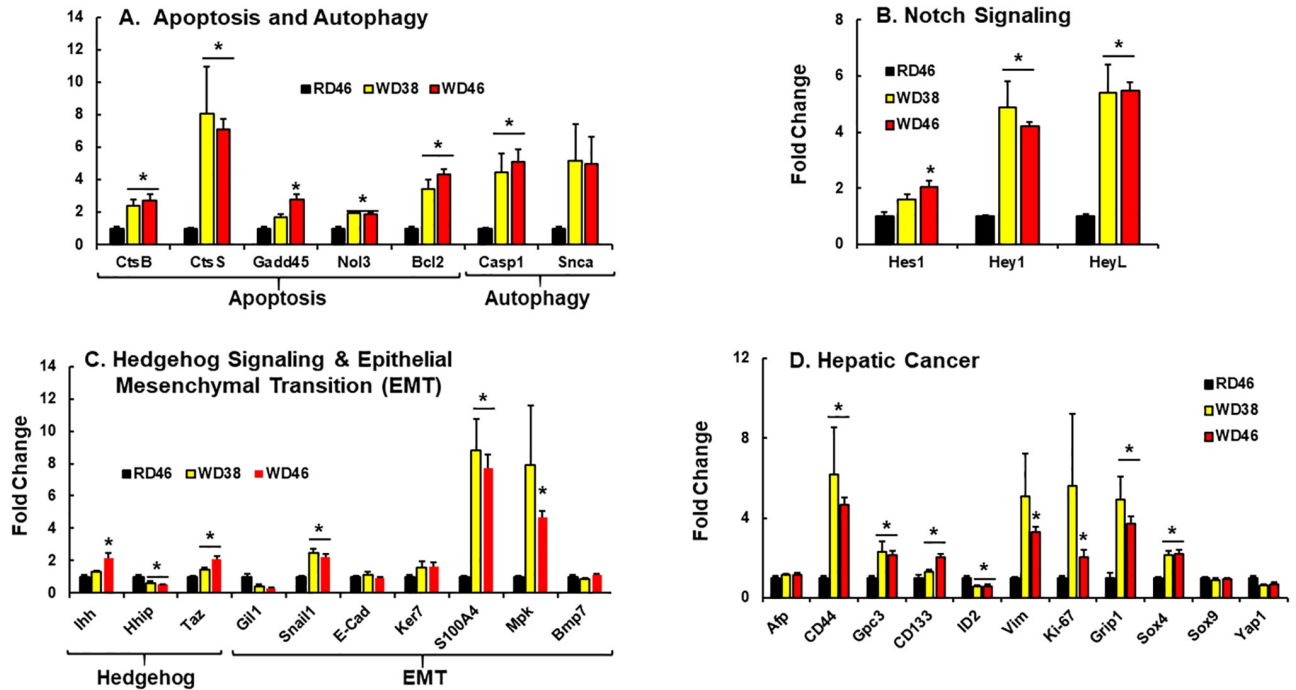 A. Apoptosis and Autophagy
14
12
10
8
6
4
2
0
RD46 WD38 WD46
*
*
*
*
*
*
CtsB CtsS Gadd45 Nol3 Bcl2 Casp1 Snca
Apoptosis Autophagy
B. Notch Signaling
Fold Change
8
6
4
2
0
RD46
WD38
WD46
*
*
*
Hes1 Hey1 HeyL
C. Hedgehog Signaling & Epithelial
Mesenchymal Transition (EMT)
Fold Change
14
12
10
8
6
4
2
0
RD46 WD38 WD46
*
*
*
*
*
*
Ihh Hhip Taz Gil1 Snail1 E-Cad Ker7 S100A4 Mpk Bmp7
Hedgehog EMT
D. Hepatic Cancer
Fold Change
12
8
4
0
RD46
WD38
WD46
*
*
*
*
*
*
*
*
Afp CD44 Gpc3 CD133 ID2 Vim Ki-67 Grip1 Sox4 Sox9 Yap1